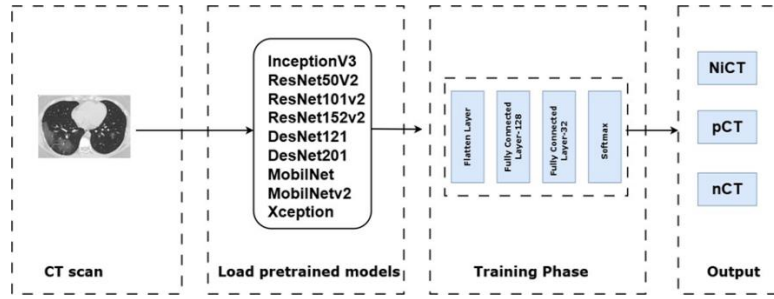 InceptionV3
ResNet50V2
ResNet101v2
ResNet152v2
DesNet121
DesNet201
MobilNet
MobilNetv2
Xception
Flatten Layer
Fully Connected
Layer-128
Fully Connected
Layer-32
Softmax
NiCT
pCT
nCT
CT scan
Load pretrained models
Training Phase
Output